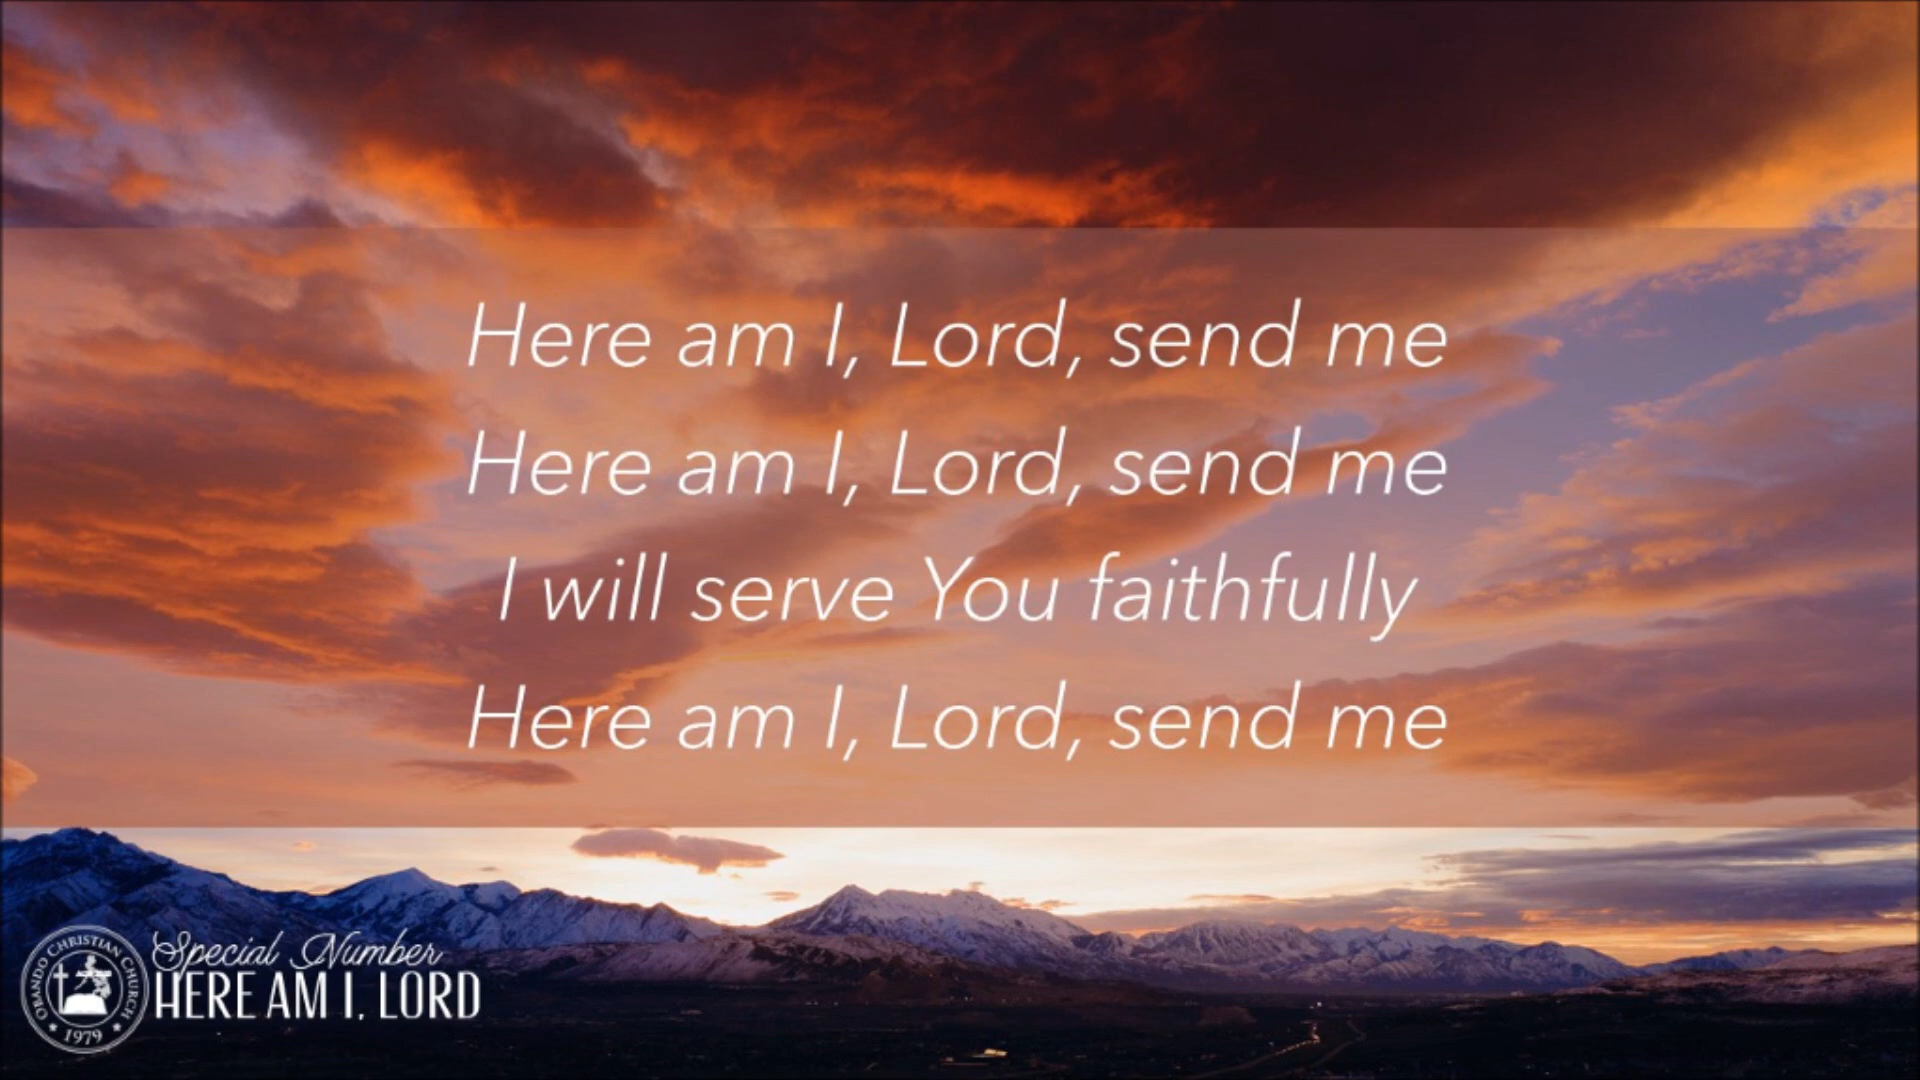 Here am I, Lord, send me
Here am I, Lord, send me
I will serve You faithfully
Here am I, Lord, send me
Special Number
HERE AM I, LORD
OBANDO CHRISTIAN CHURCH
1979